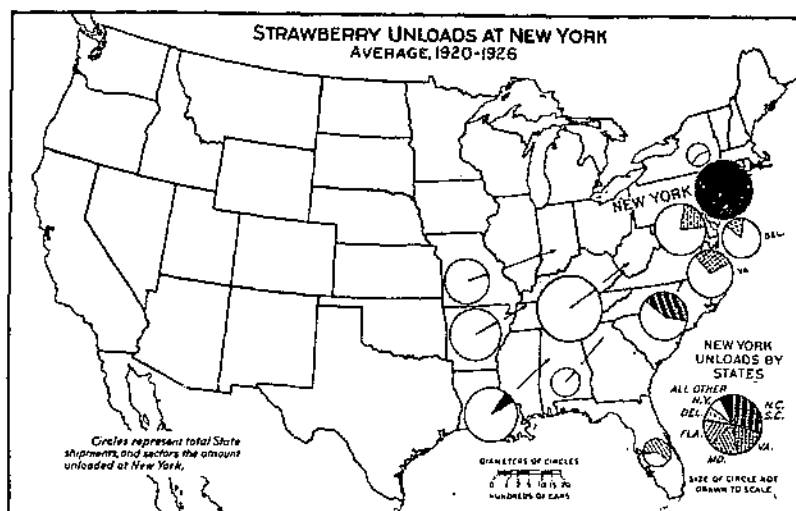 STRAWBERRY UNLOADS AT NEW YORK
AVERAGE, 1920-1926
NEW YORK
DEL.
VA.
NEW YORK
UNLOADS BY
STATES
ALL OTHER
N.Y.
DEL.
FLA.
MD.
VA.
N.C.
S.C.
Circles represent total State
shipments, and sectors the amount
unloaded at New York.
DIAMETERS OF CIRCLES
HUNDREDS OF CARS
SIZE OF CIRCLE NOT
DRAWN TO SCALE